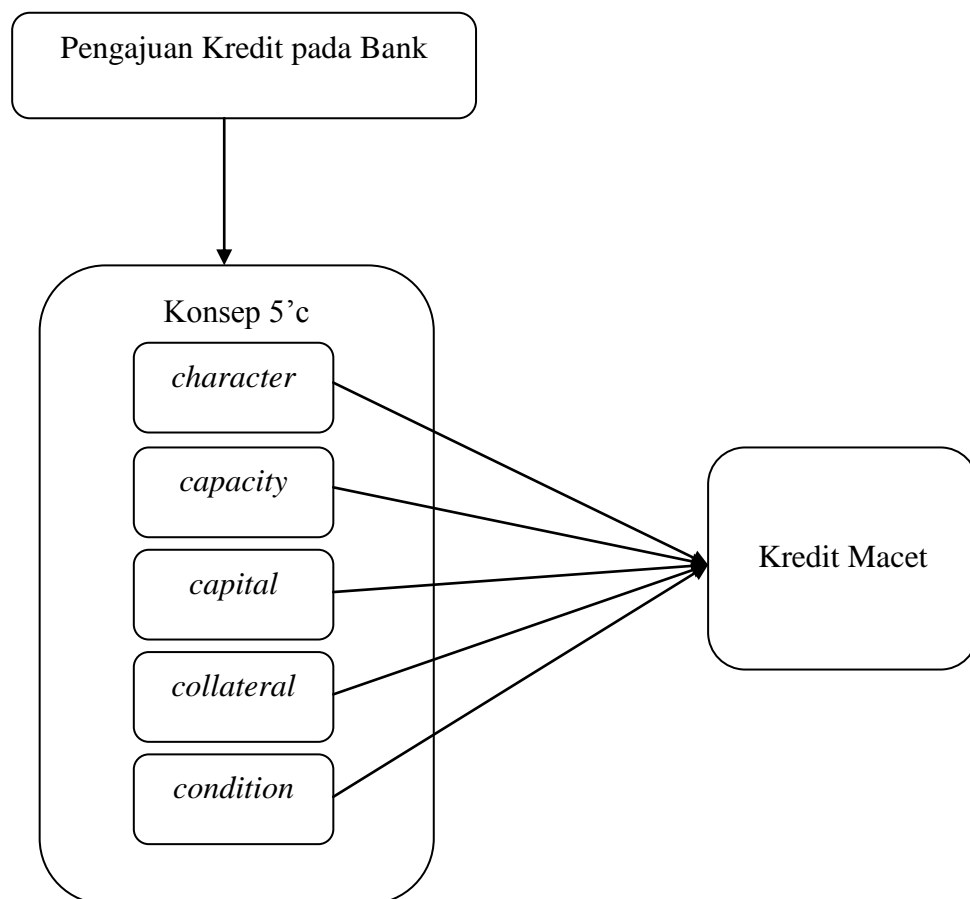 Pengajuan Kredit pada Bank
Konsep 5’c
character
capacity
capital
collateral
condition
Kredit Macet